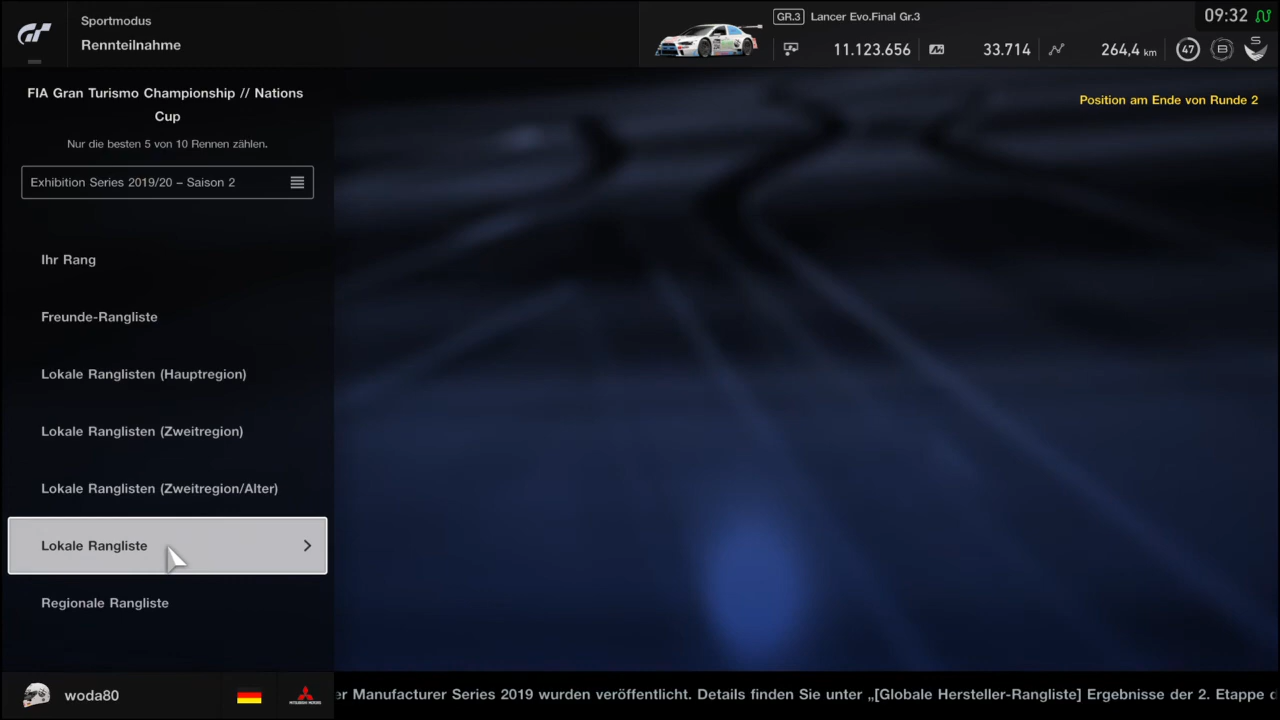 Sportmodus
Rennteilnahme
GR.3 Lancer Evo.Final Gr.3
11.123.656
33.714
264,4 km
47
B
S
09:32
FIA Gran Turismo Championship // Nations
Cup
Nur die besten 5 von 10 Rennen zählen.
Exhibition Series 2019/20 – Saison 2
Position am Ende von Runde 2
Ihr Rang
Freunde-Rangliste
Lokale Ranglisten (Hauptregion)
Lokale Ranglisten (Zweitregion)
Lokale Ranglisten (Zweitregion/Alter)
Lokale Rangliste
Regionale Rangliste
woda80
MITSUBISHI MOTORS
er Manufacturer Series 2019 wurden veröffentlicht. Details finden Sie unter „[Globale Hersteller-Rangliste] Ergebnisse der 2. Etappe d